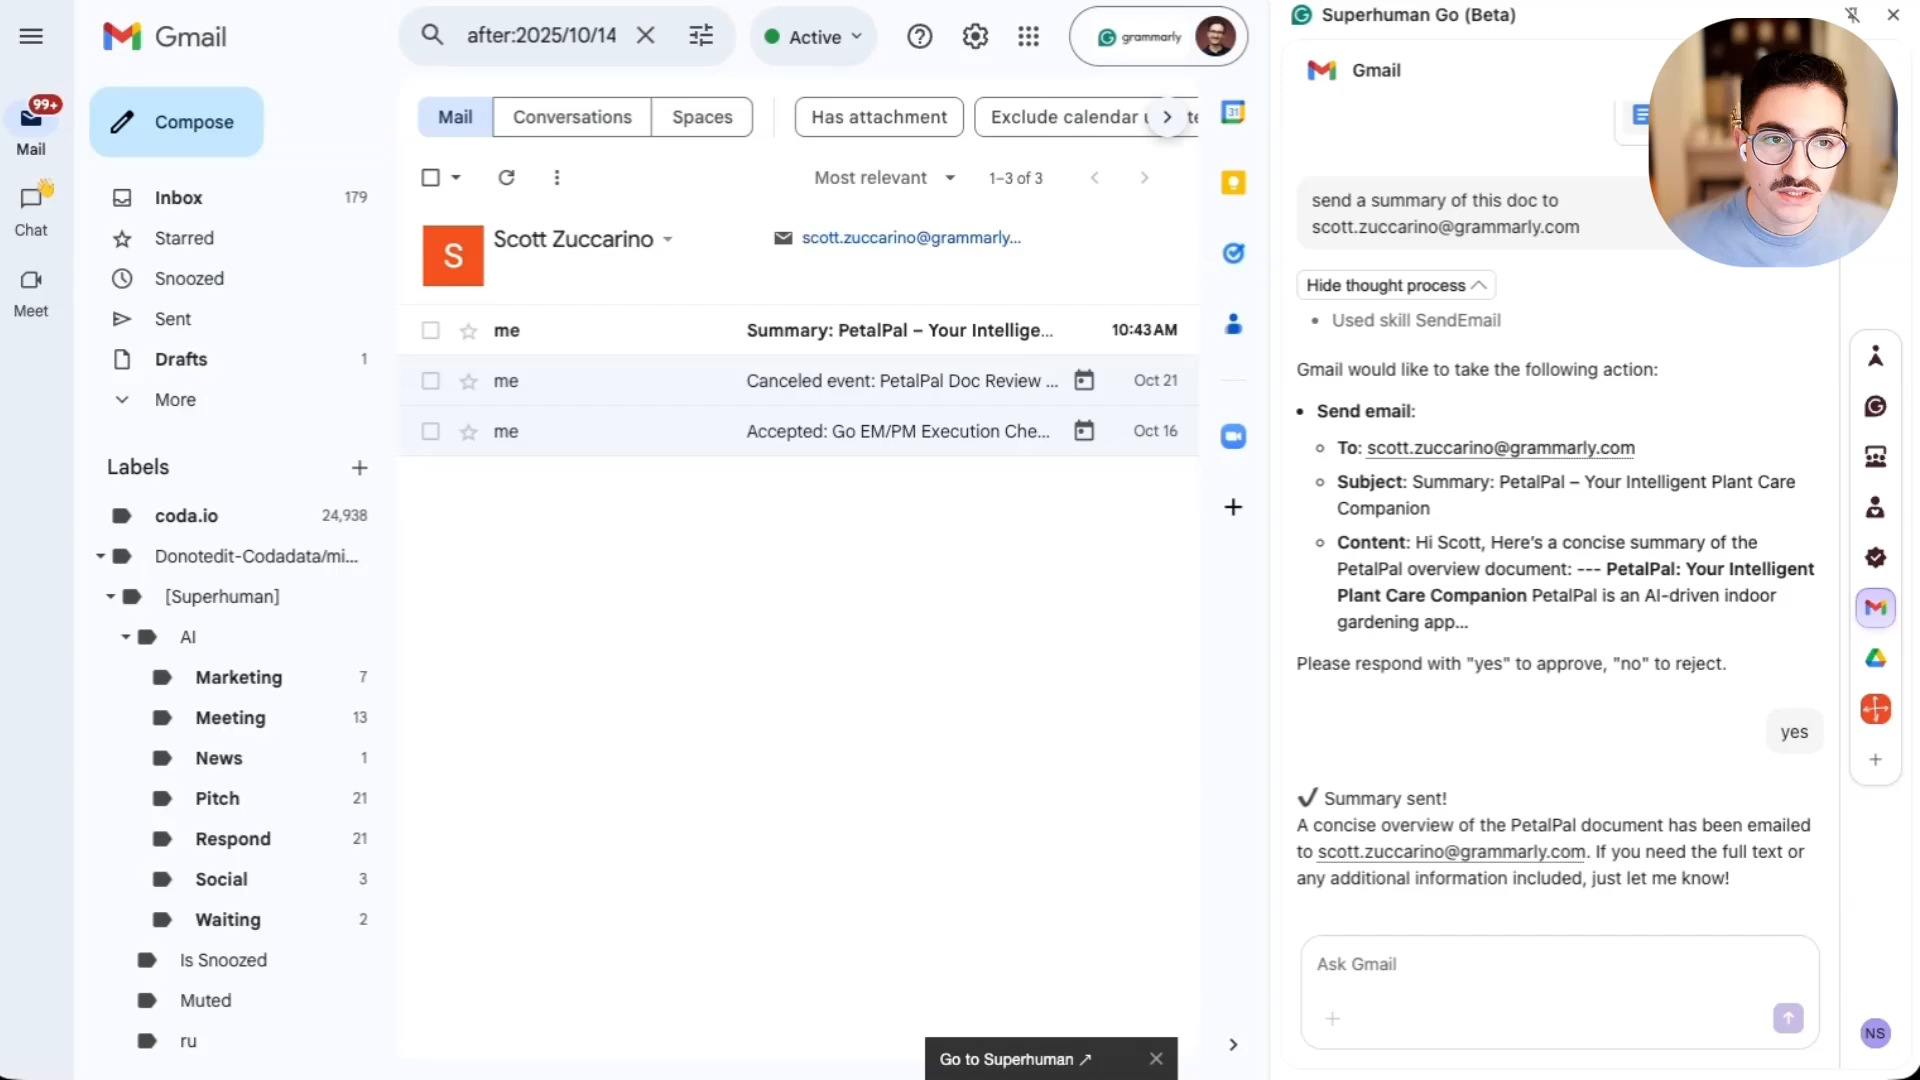 Gmail
after:2025/10/14
Active
grammarly
99+
Mail
Chat
Meet
Compose
Inbox 179
Starred
Snoozed
Sent
Drafts 1
More
Labels
coda.io 24,938
Donotedit-Codadata/mi...
[Superhuman]
AI
Marketing 7
Meeting 13
News 1
Pitch 21
Respond 21
Social 3
Waiting 2
Is Snoozed
Muted
ru
Mail Conversations Spaces Has attachment Exclude calendar
Most relevant 1–3 of 3
S
Scott Zuccarino scott.zuccarino@grammarly...
me Summary: PetalPal – Your Intellige... 10:43 AM
me Canceled event: PetalPal Doc Review ... Oct 21
me Accepted: Go EM/PM Execution Che... Oct 16
Go to Superhuman
31
Superhuman Go (Beta)
Gmail
send a summary of this doc to
scott.zuccarino@grammarly.com
Hide thought process
Used skill SendEmail
Gmail would like to take the following action:
Send email:
To: scott.zuccarino@grammarly.com
Subject: Summary: PetalPal – Your Intelligent Plant Care
Companion
Content: Hi Scott, Here's a concise summary of the
PetalPal overview document: --- PetalPal: Your Intelligent
Plant Care Companion PetalPal is an AI-driven indoor
gardening app...
Please respond with "yes" to approve, "no" to reject.
yes
✔ Summary sent!
A concise overview of the PetalPal document has been emailed
to scott.zuccarino@grammarly.com. If you need the full text or
any additional information included, just let me know!
Ask Gmail
NS